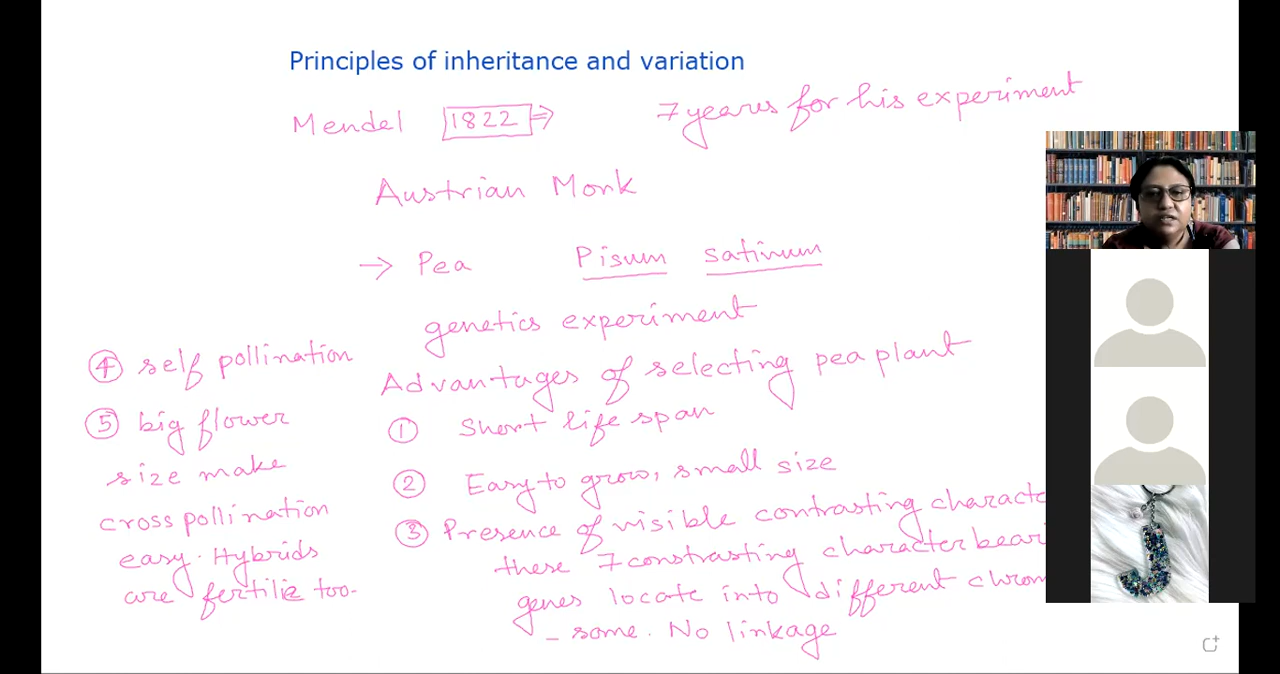 Principles of inheritance and variation
Mendel 1822 ⇒ 7 yeares for his experiment
Austrian Monk
→ Pea Pisum satinum
genetics experiment
Advantages of selecting pea plant
① Short life span
② Easy to grow, small size
③ Presence of visible contrasting characte
these 7 constrasting character beari
genes locate into different chrom
- some. No linkage
④ self pollination
⑤ big flower
size make
cross pollination
easy. Hybrids
are fertile too.